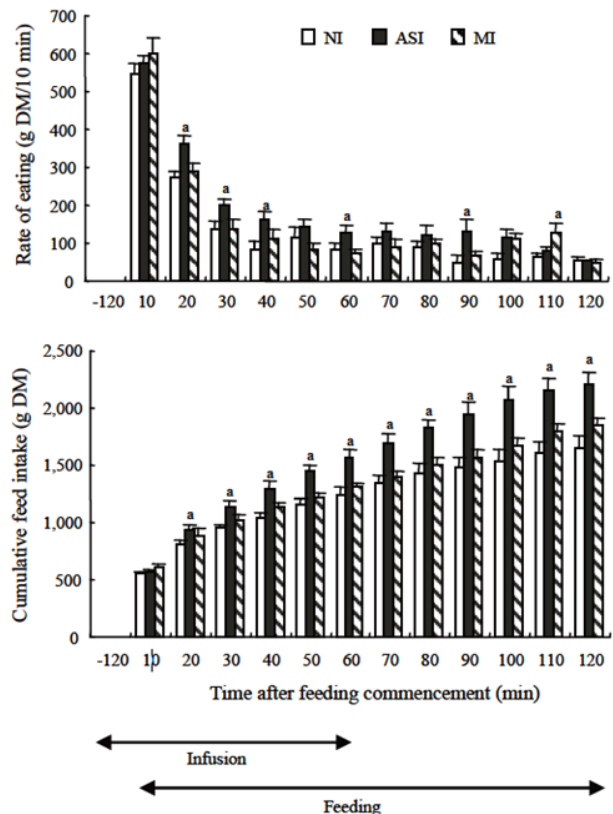 700
600
500
400
300
200
100
0
Rate of eating (g DM/10 min)
NI ASI MI
a
a
a
a
a
a
-120 10 20 30 40 50 60 70 80 90 100 110 120
2,500
2,000
1,500
1,000
500
0
Cumulative feed intake (g DM)
a
a
a
a
a
a
a
a
a
a
a
-120 10 20 30 40 50 60 70 80 90 100 110 120
Time after feeding commencement (min)
Infusion
Feeding